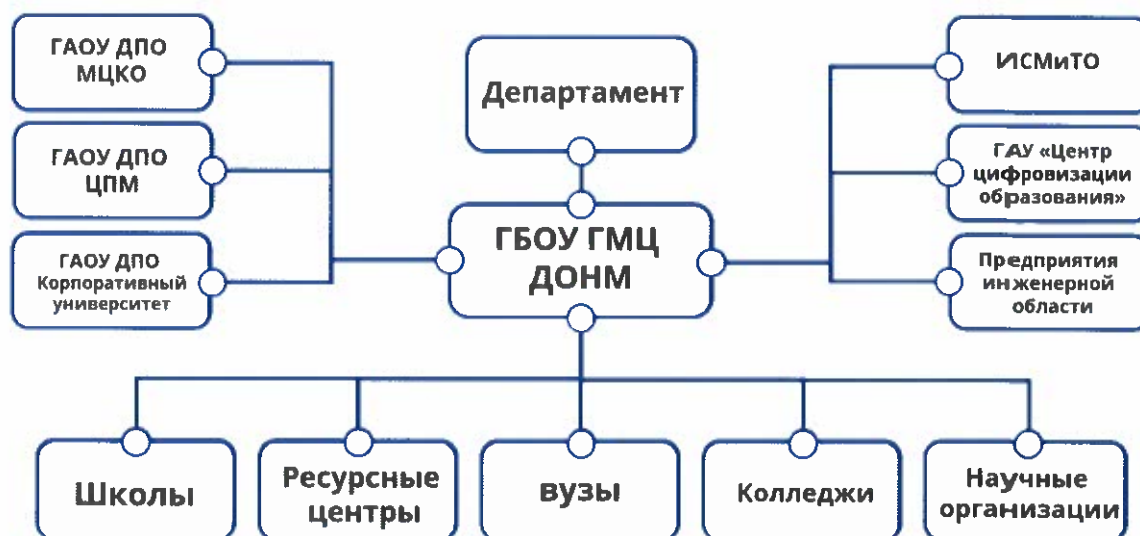 ГАОУ ДПО
МЦКО
ГАОУ ДПО
ЦПМ
ГАОУ ДПО
Корпоративный
университет
Департамент
ГБОУ ГМЦ
ДОНМ
ИСМиТО
ГАУ «Центр
цифровизации
образования»
Предприятия
инженерной
области
Школы
Ресурсные
центры
вузы
Колледжи
Научные
организации